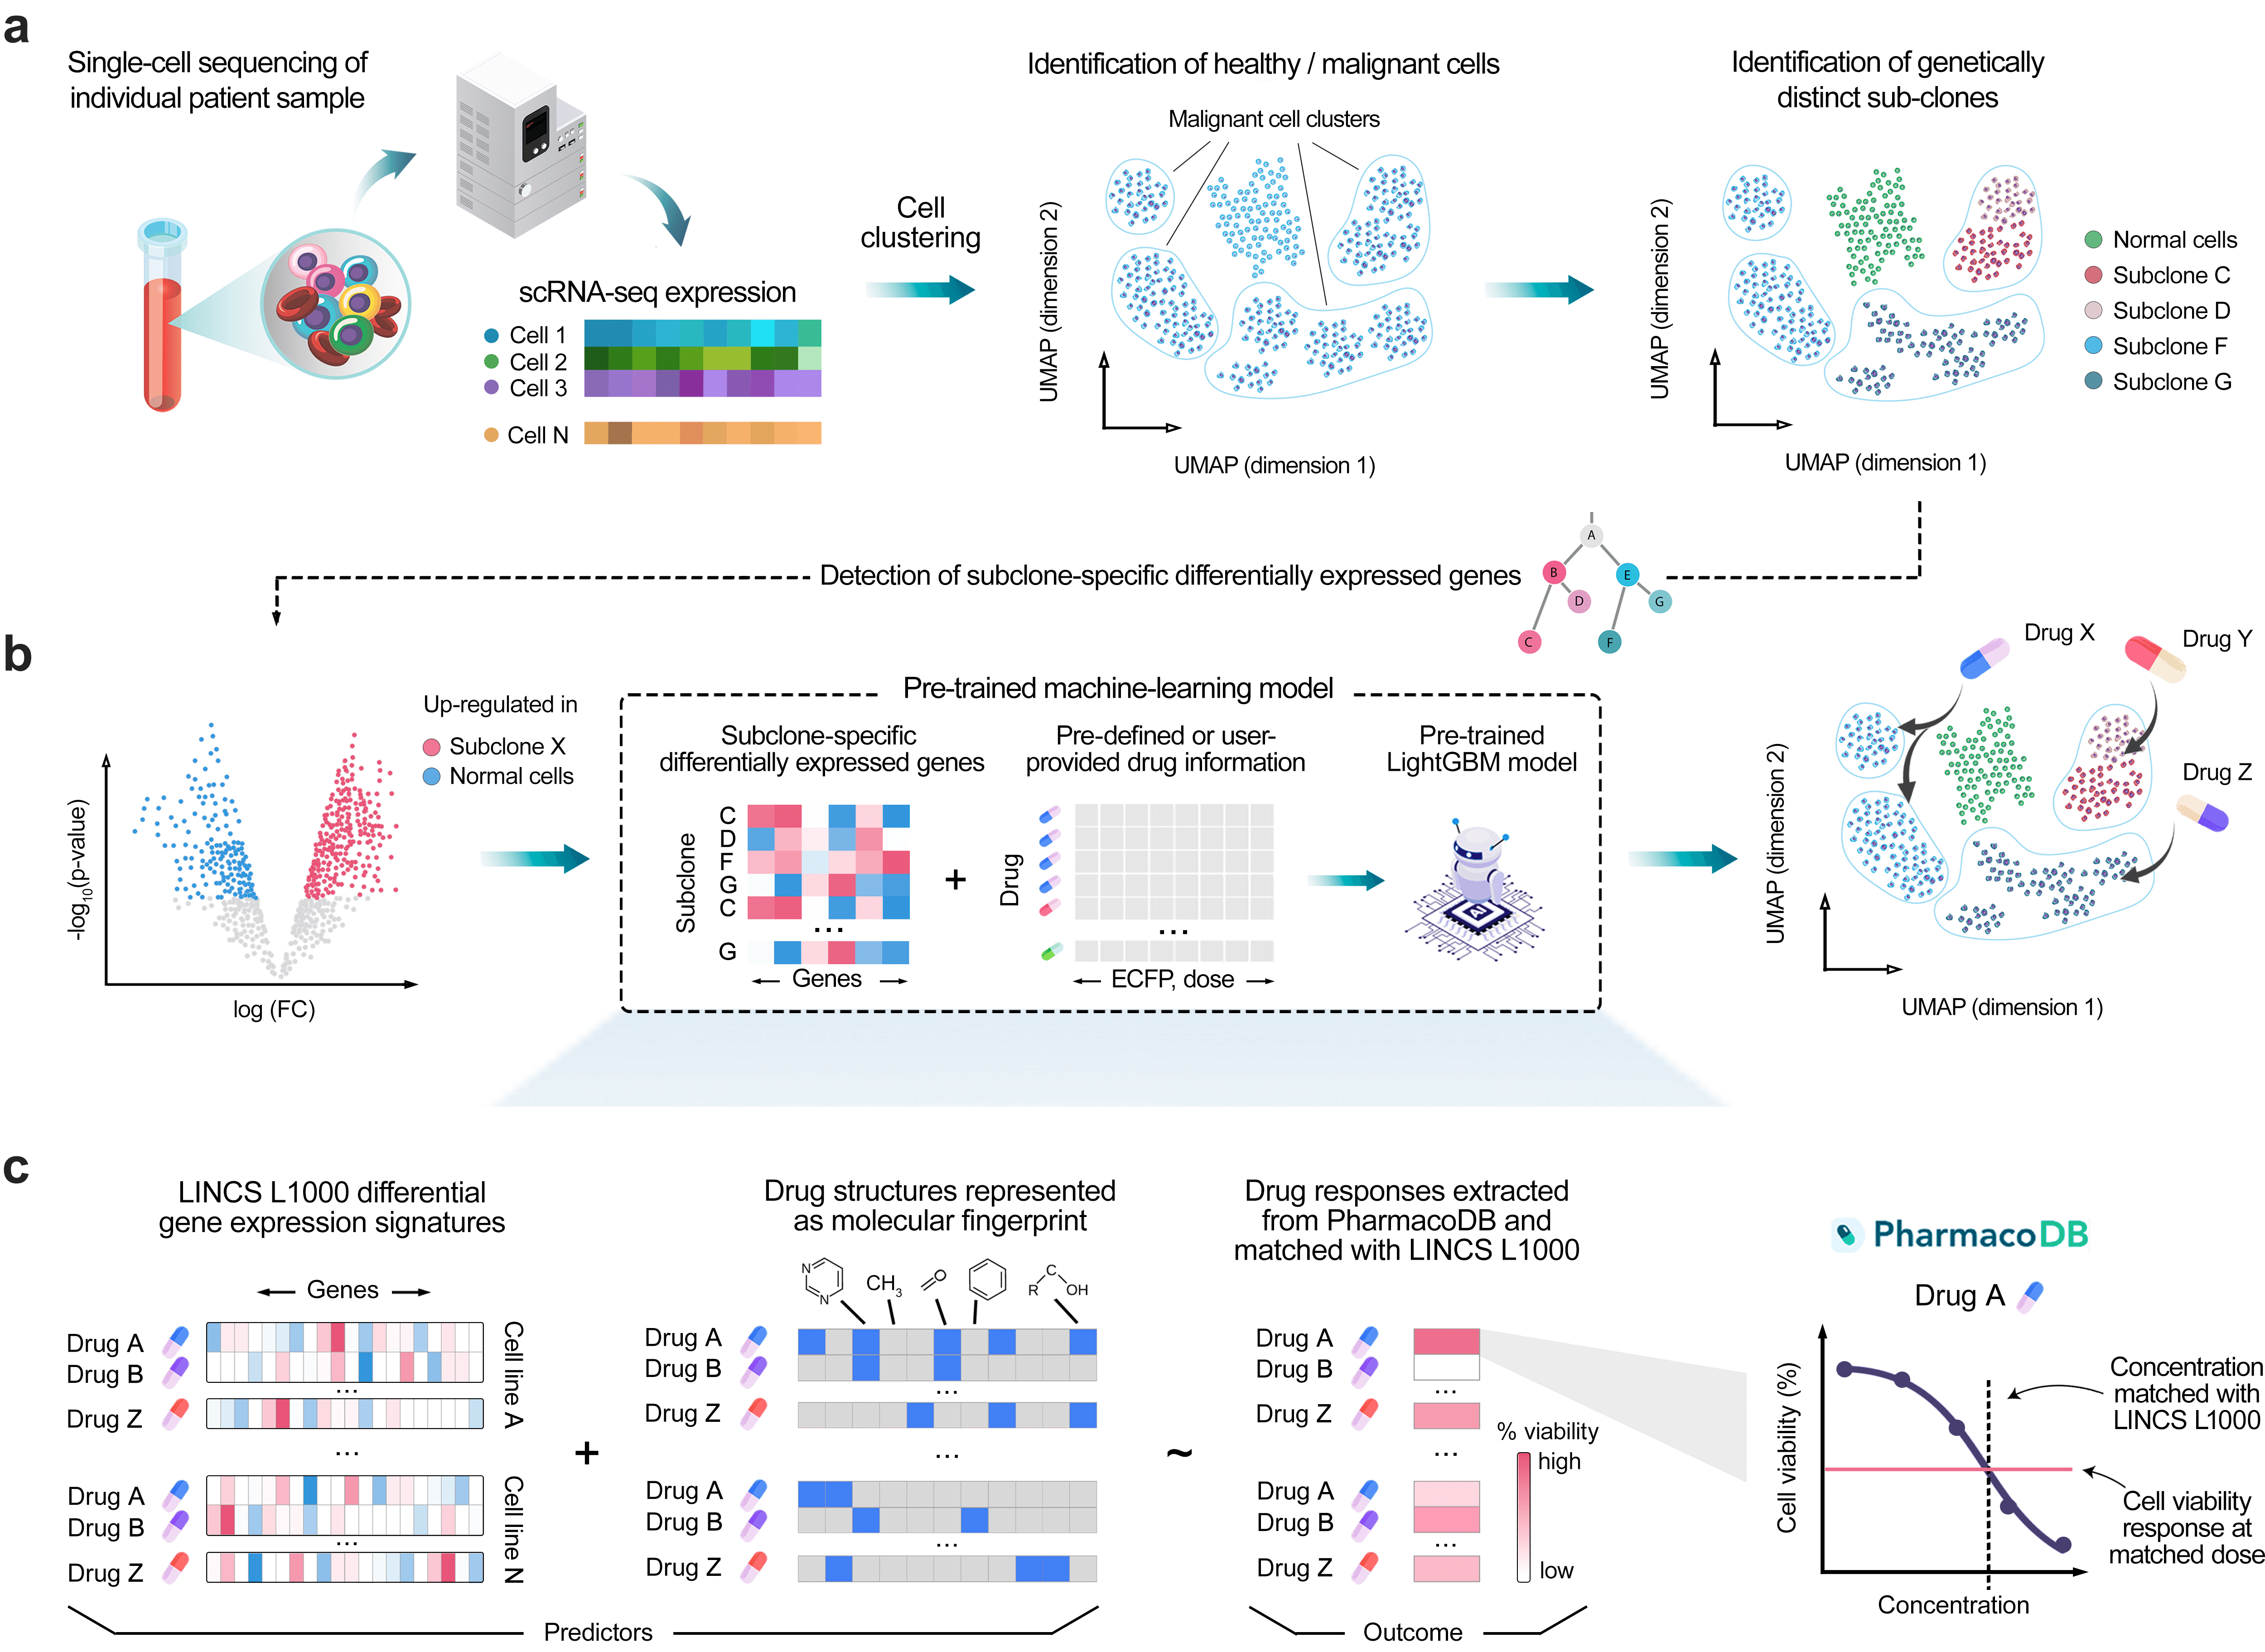 a
Single-cell sequencing of
individual patient sample
scRNA-seq expression
Cell 1
Cell 2
Cell 3
Cell N
Cell
clustering
Identification of healthy / malignant cells
Malignant cell clusters
UMAP (dimension 2)
UMAP (dimension 1)
Identification of genetically
distinct sub-clones
UMAP (dimension 2)
UMAP (dimension 1)
Normal cells
Subclone C
Subclone D
Subclone F
Subclone G
Detection of subclone-specific differentially expressed genes
A
B
E
D
G
C
F
b
-log10(p-value)
log (FC)
Up-regulated in
Subclone X
Normal cells
Pre-trained machine-learning model
Subclone-specific
differentially expressed genes
Subclone
C
D
F
G
C
...
G
Genes
+
Pre-defined or user-
provided drug information
Drug
...
ECFP, dose
Pre-trained
LightGBM model
AI
Drug X
Drug Y
Drug Z
UMAP (dimension 2)
UMAP (dimension 1)
c
LINCS L1000 differential
gene expression signatures
Genes
Drug A
Drug B
...
Drug Z
Cell line A
...
Drug A
Drug B
...
Drug Z
Cell line N
+
Drug structures represented
as molecular fingerprint
N
N
CH3
O
R
C
OH
Drug A
Drug B
...
Drug Z
...
Drug A
Drug B
...
Drug Z
Predictors
~
Drug responses extracted
from PharmacoDB and
matched with LINCS L1000
Drug A
Drug B
...
Drug Z
...
Drug A
Drug B
...
Drug Z
% viability
high
low
Outcome
PharmacoDB
Drug A
Cell viability (%)
Concentration
Concentration
matched with
LINCS L1000
Cell viability
response at
matched dose